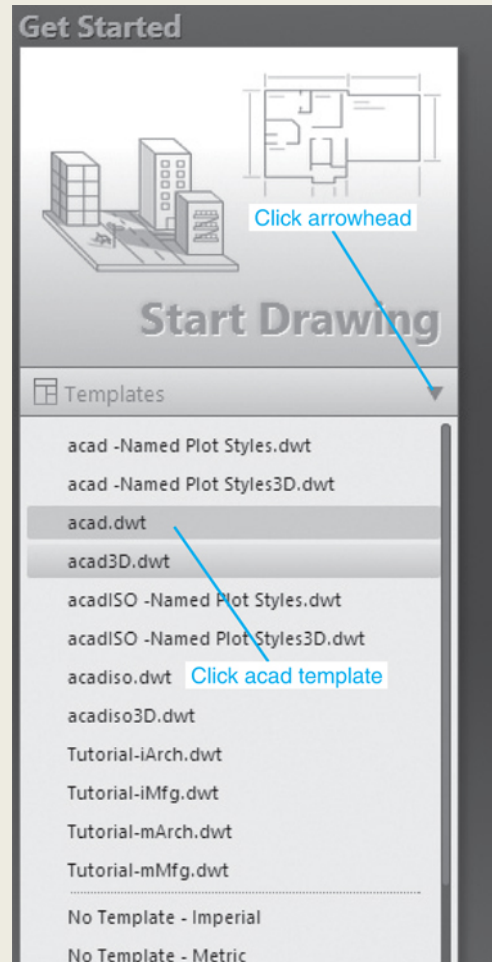 Get Started
Click arrowhead
Start Drawing
Templates
acad -Named Plot Styles.dwt
acad -Named Plot Styles3D.dwt
acad.dwt
acad3D.dwt
acadISO -Named Plot Styles.dwt
acadISO -Named Plot Styles3D.dwt
acadiso.dwt
Click acad template
acadiso3D.dwt
Tutorial-iArch.dwt
Tutorial-iMfg.dwt
Tutorial-mArch.dwt
Tutorial-mMfg.dwt
No Template - Imperial
No Template - Metric